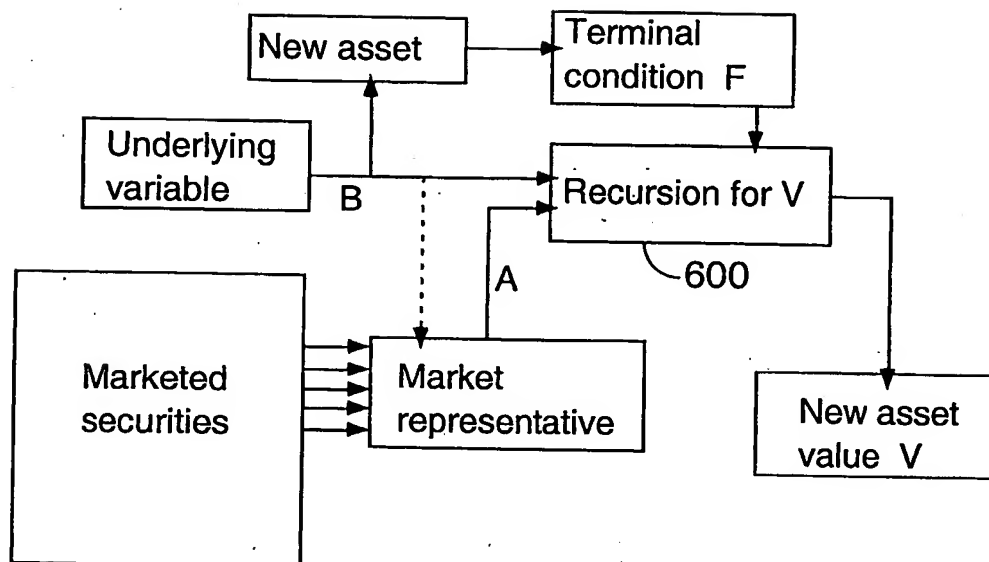 New asset
Terminal
condition F
Underlying
variable
B
Recursion for V
600
A
Marketed
securities
Market
representative
New asset
value V